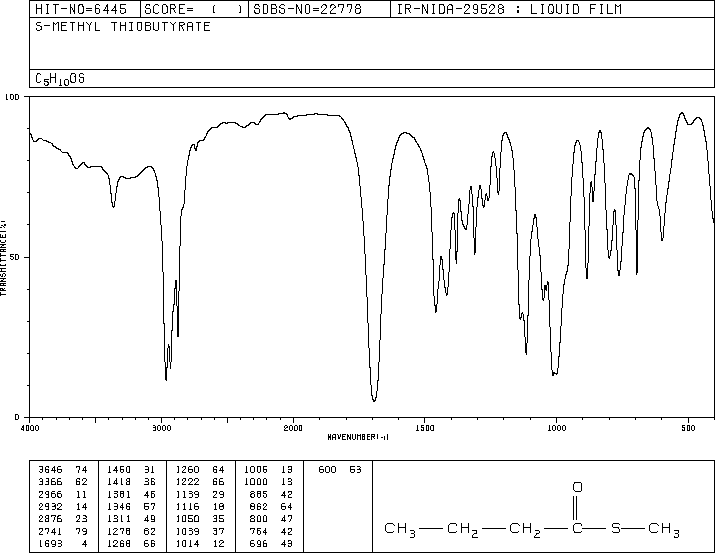 HIT-NO=6445 SCORE= ( ) SDBS-NO=22778 IR-NIDA-29528 : LIQUID FILM
S-METHYL THIOBUTYRATE
C5H10OS
100
50
0
TRANSMITTANCE(%)
4000 3000 2000 1500 1000 500
WAVENUMBER(-1)
3646 74 1460 31 1260 64 1006 13 600 53
3366 62 1418 36 1222 66 1000 13
2966 11 1381 46 1139 29 885 42
2932 14 1346 57 1116 18 862 64
2876 23 1311 49 1050 35 800 47
2741 79 1278 62 1039 37 764 42
1693 4 1268 66 1014 12 696 43
O
CH3 CH2 CH2 C S CH3